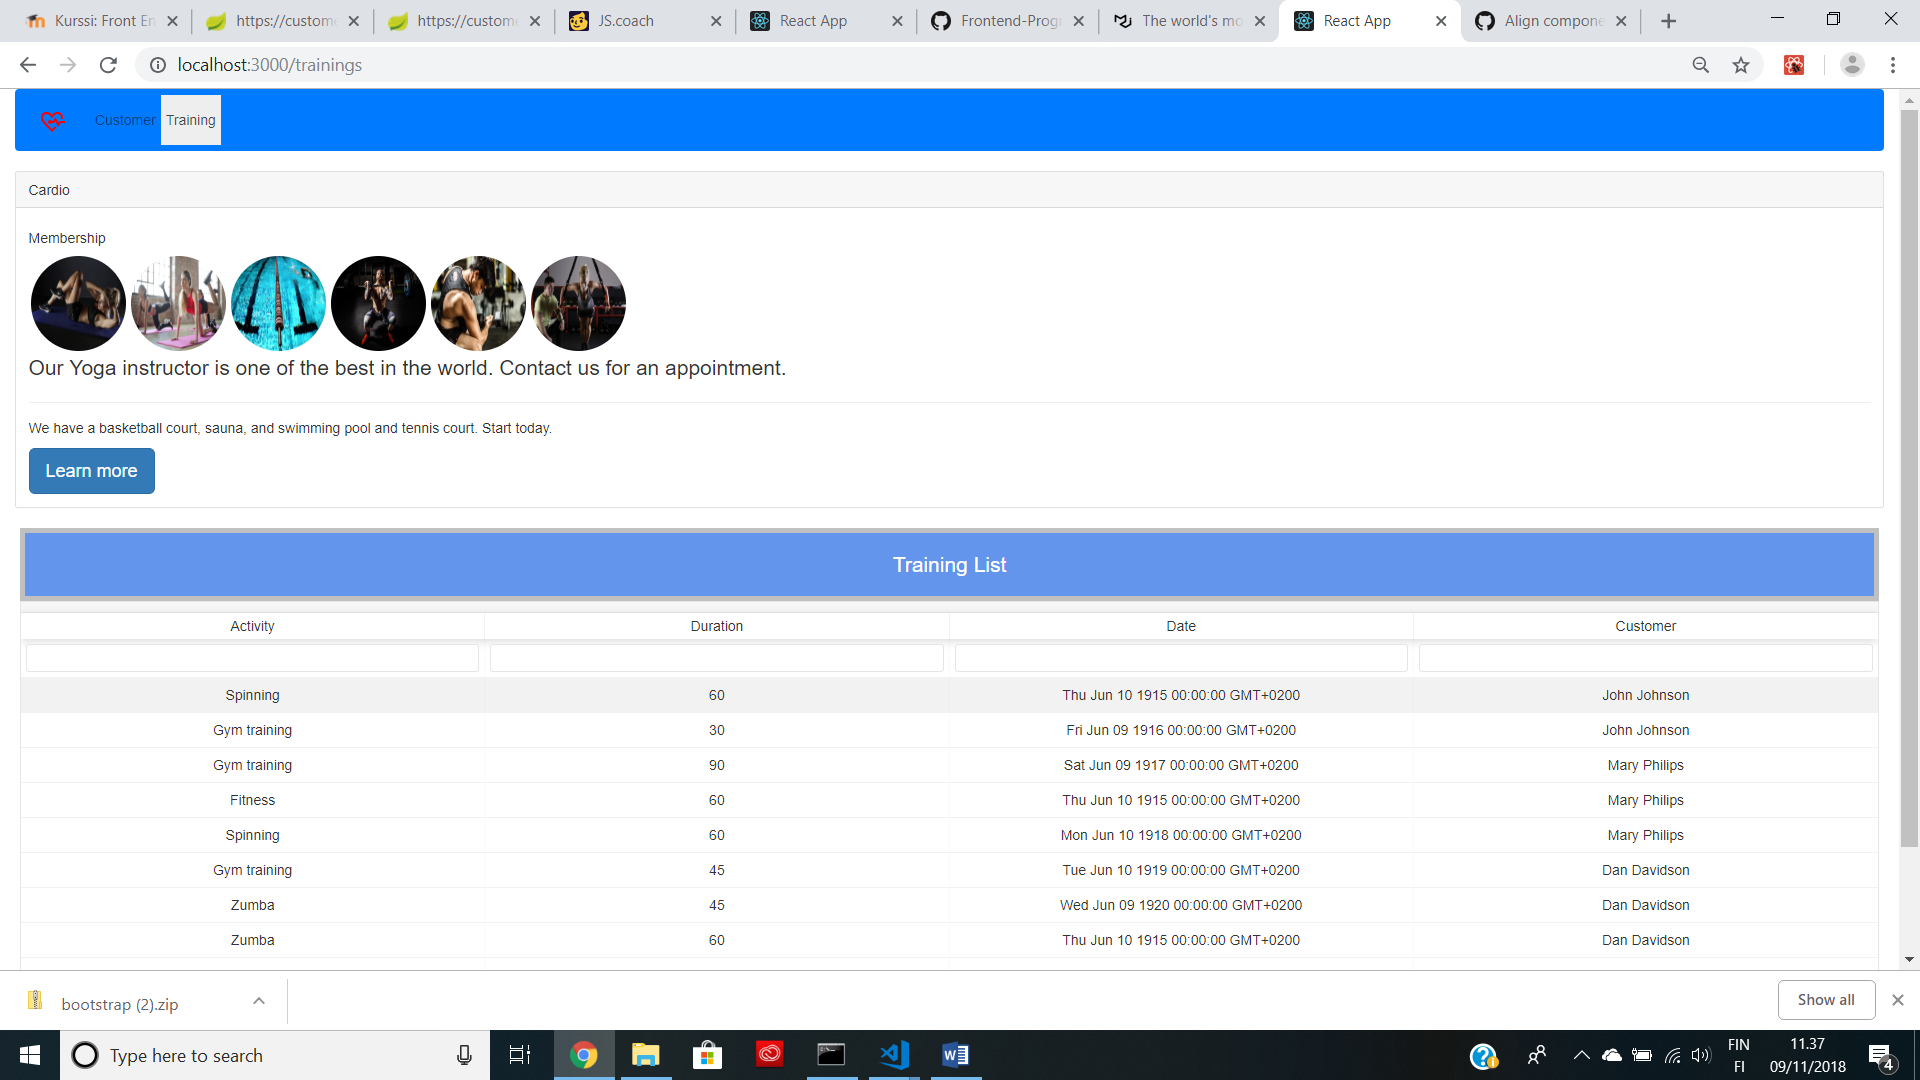 Kurssi: Front En
https://custome
https://custome
JS.coach
React App
Frontend-Progr
The world's mo
React App
Align compone
localhost:3000/trainings
Customer Training
Cardio
Membership
Our Yoga instructor is one of the best in the world. Contact us for an appointment.
We have a basketball court, sauna, and swimming pool and tennis court. Start today.
Learn more
Training List
Activity Duration Date Customer
Spinning 60 Thu Jun 10 1915 00:00:00 GMT+0200 John Johnson
Gym training 30 Fri Jun 09 1916 00:00:00 GMT+0200 John Johnson
Gym training 90 Sat Jun 09 1917 00:00:00 GMT+0200 Mary Philips
Fitness 60 Thu Jun 10 1915 00:00:00 GMT+0200 Mary Philips
Spinning 60 Mon Jun 10 1918 00:00:00 GMT+0200 Mary Philips
Gym training 45 Tue Jun 10 1919 00:00:00 GMT+0200 Dan Davidson
Zumba 45 Wed Jun 09 1920 00:00:00 GMT+0200 Dan Davidson
Zumba 60 Thu Jun 10 1915 00:00:00 GMT+0200 Dan Davidson
bootstrap (2).zip
Show all
Type here to search
FIN
FI
11.37
09/11/2018
4